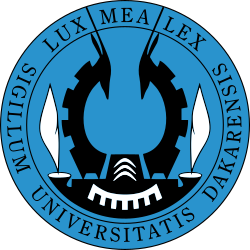 LUX MEA LEX
SIGILLUM UNIVERSITATIS DAKARENSIS